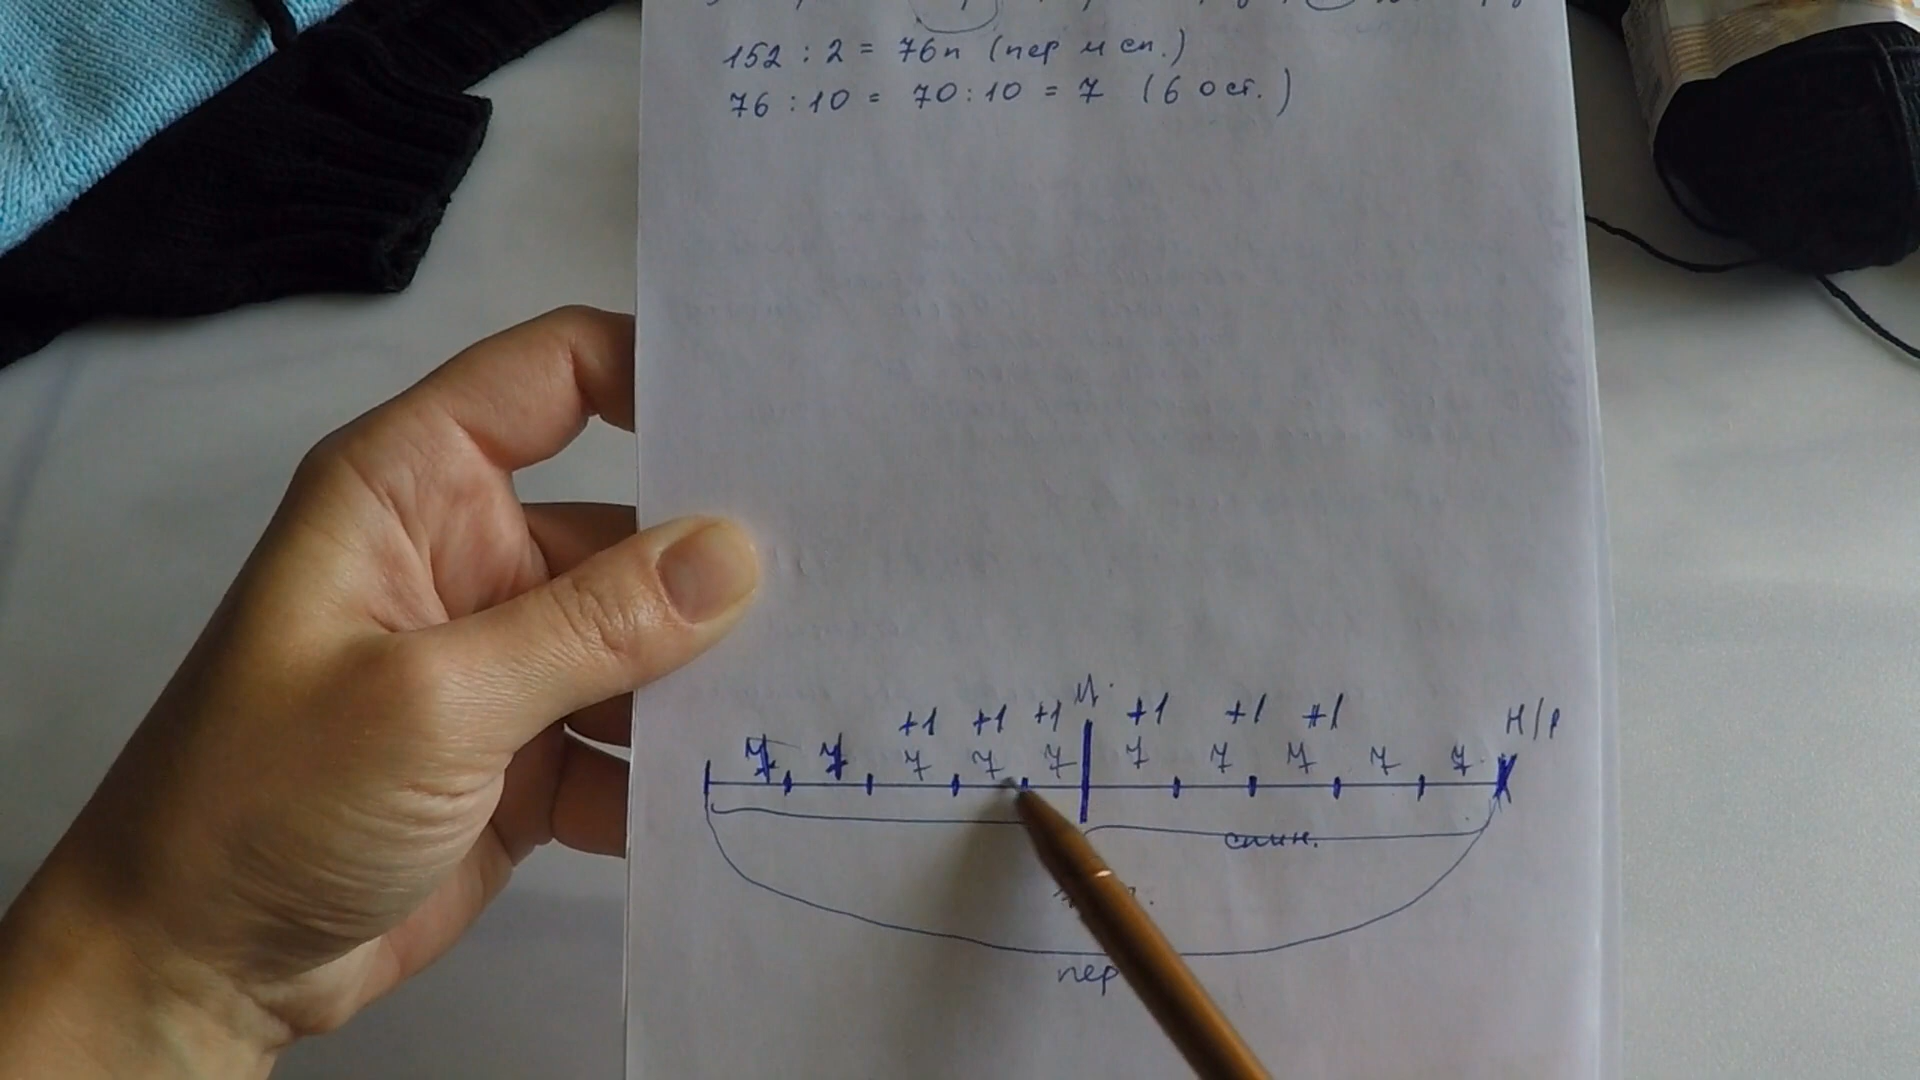 152 : 2 = 76п (пер и сп.)
76 : 10 = 70 : 10 = 7 (6 ост.)
ц.
+1 +1 +1 +1 +1 +1 н/р
7 7 7 7 7 7 7 7 7 7
спин.
пер